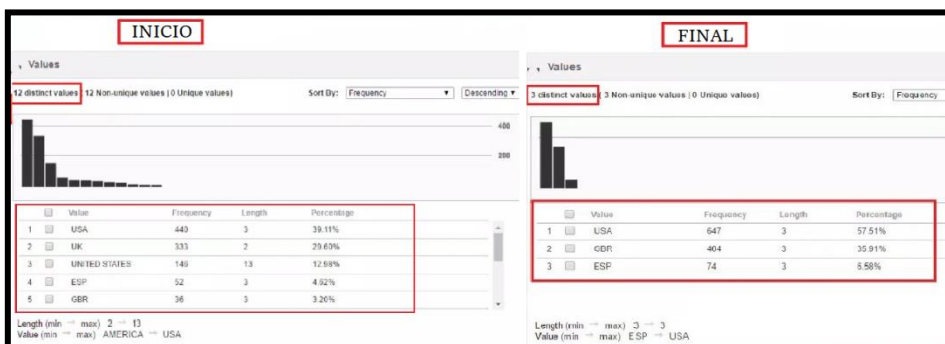 INICIO
, , Values
12 distinct values ( 12 Non-unique values | 0 Unique values)
Sort By: Frequency Descending
400
200
Value Frequency Length Percentage
1 USA 440 3 39.11%
2 UK 333 2 29.60%
3 UNITED STATES 146 13 12.98%
4 ESP 52 3 4.62%
5 GBR 36 3 3.20%
Length (min → max) 2 → 13
Value (min → max) AMERICA → USA
FINAL
, , Values
3 distinct values ( 3 Non-unique values | 0 Unique values)
Sort By: Frequency
Value Frequency Length Percentage
1 USA 647 3 57.51%
2 GBR 404 3 35.91%
3 ESP 74 3 6.58%
Length (min → max) 3 → 3
Value (min → max) ESP → USA